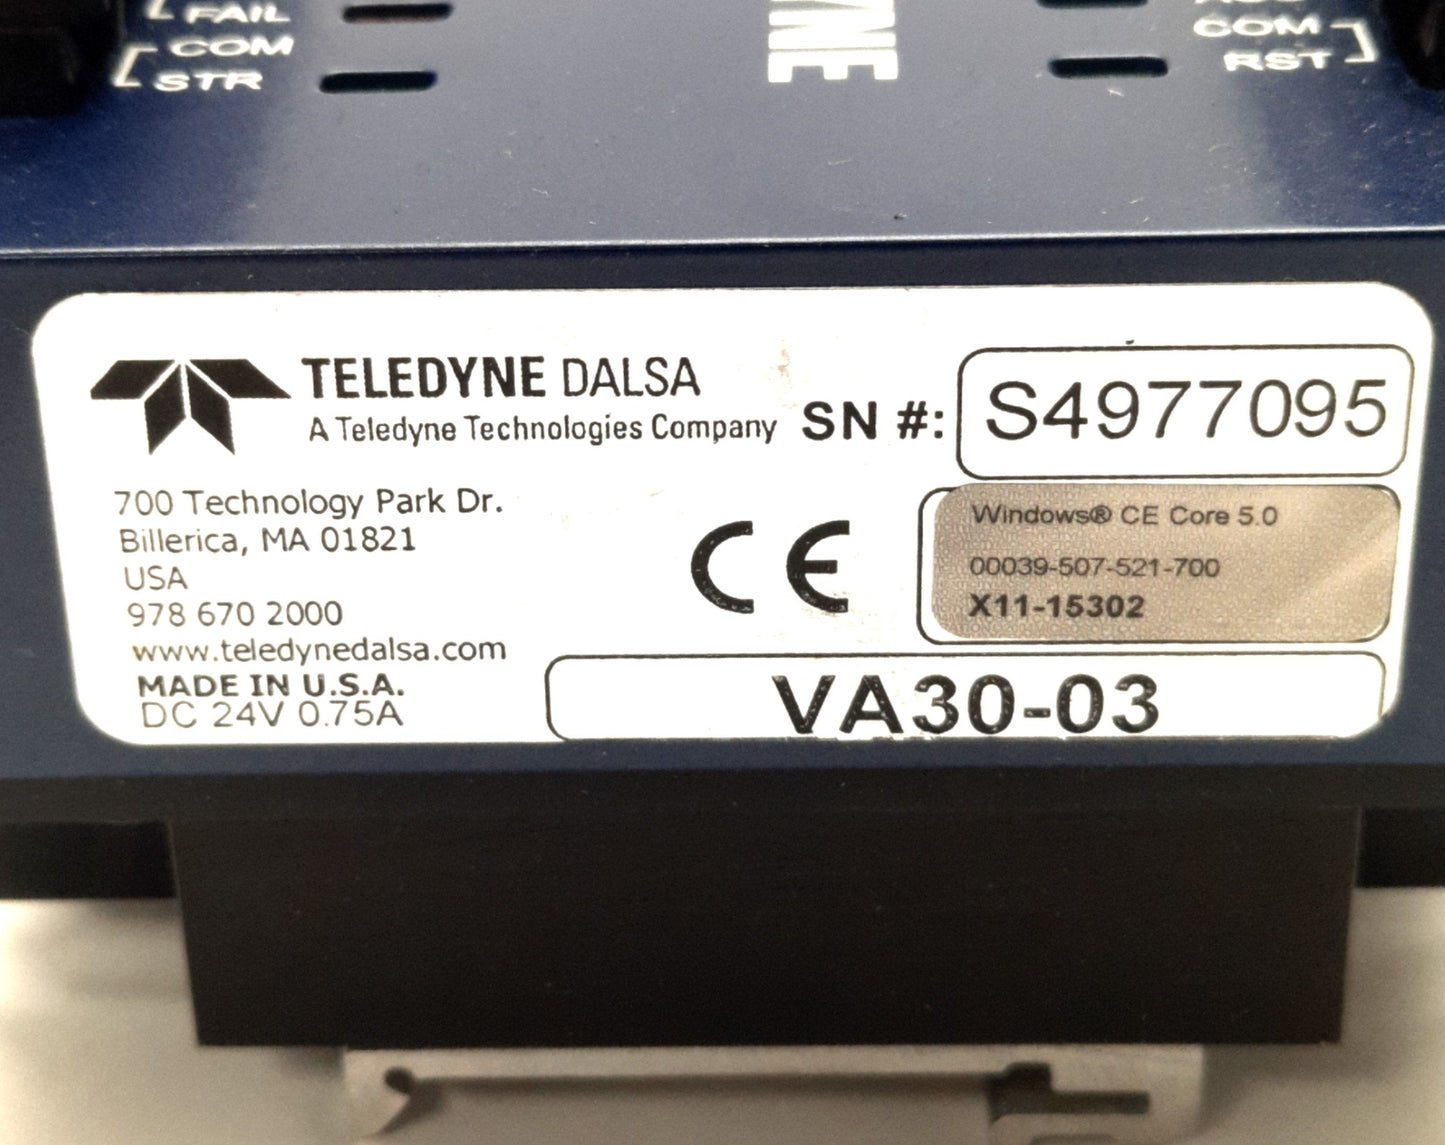 FAIL
COM
STR
COM
RST
TELEDYNE DALSA
A Teledyne Technologies Company
SN #: S4977095
700 Technology Park Dr.
Billerica, MA 01821
USA
978 670 2000
www.teledynedalsa.com
MADE IN U.S.A.
DC 24V 0.75A
CE
Windows® CE Core 5.0
00039-507-521-700
X11-15302
VA30-03